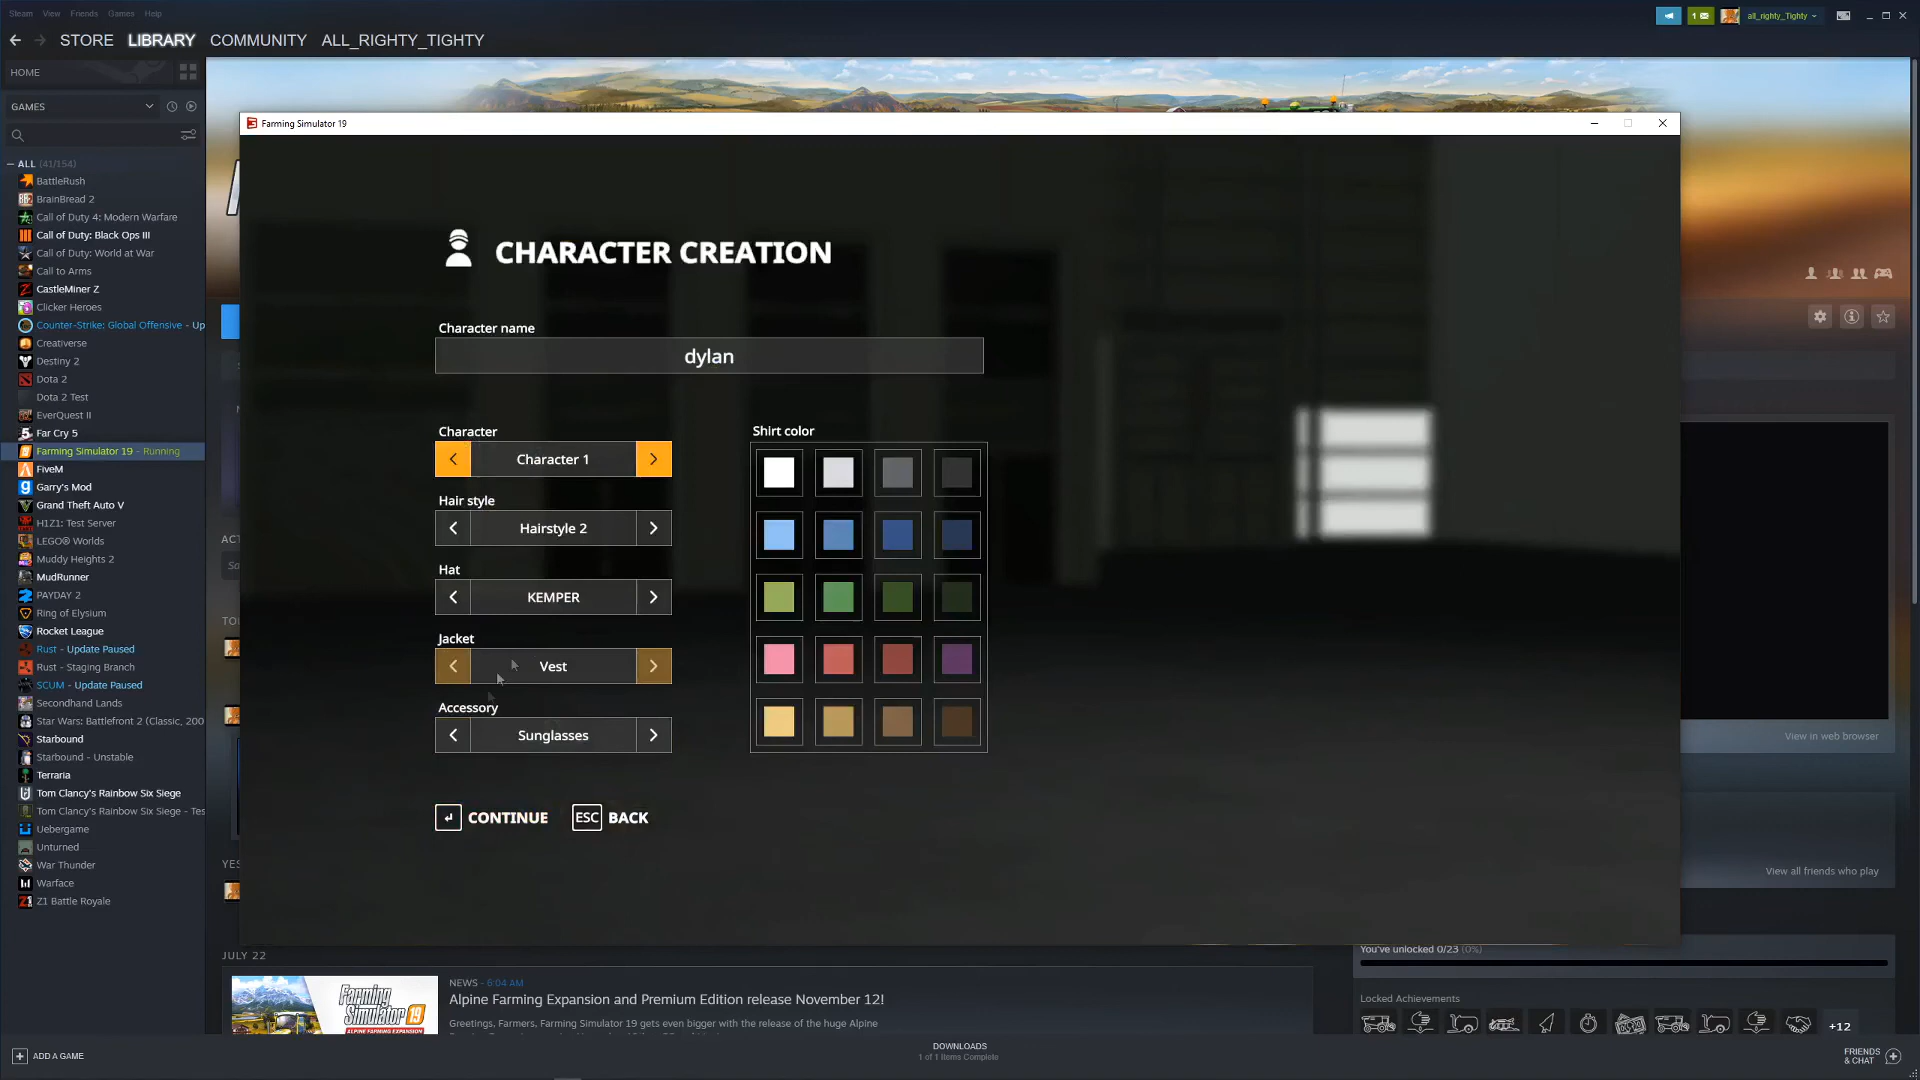 Steam View Friends Games Help
1
all_righty_Tighty
STORE LIBRARY COMMUNITY ALL_RIGHTY_TIGHTY
HOME
GAMES
ALL (41/154)
BattleRush
BrainBread 2
Call of Duty 4: Modern Warfare
Call of Duty: Black Ops III
Call of Duty: World at War
Call to Arms
CastleMiner Z
Clicker Heroes
Counter-Strike: Global Offensive - Up
Creativerse
Destiny 2
Dota 2
Dota 2 Test
EverQuest II
Far Cry 5
Farming Simulator 19 - Running
FiveM
Garry's Mod
Grand Theft Auto V
H1Z1: Test Server
LEGO® Worlds
Muddy Heights 2
MudRunner
PAYDAY 2
Ring of Elysium
Rocket League
Rust - Update Paused
Rust - Staging Branch
SCUM - Update Paused
Secondhand Lands
Star Wars: Battlefront 2 (Classic, 200
Starbound
Starbound - Unstable
Terraria
Tom Clancy's Rainbow Six Siege
Tom Clancy's Rainbow Six Siege - Tes
Uebergame
Unturned
War Thunder
Warface
Z1 Battle Royale
ADD A GAME
Farming Simulator 19
CHARACTER CREATION
Character name
dylan
Character
Character 1
Hair style
Hairstyle 2
Hat
KEMPER
Jacket
Vest
Accessory
Sunglasses
Shirt color
CONTINUE
ESC BACK
View in web browser
View all friends who play
You've unlocked 0/23 (0%)
Locked Achievements
+12
JULY 22
NEWS - 6:04 AM
Alpine Farming Expansion and Premium Edition release November 12!
Greetings, Farmers, Farming Simulator 19 gets even bigger with the release of the huge Alpine
Farming Simulator 19
ALPINE FARMING EXPANSION
DOWNLOADS
1 of 1 Items Complete
FRIENDS
& CHAT